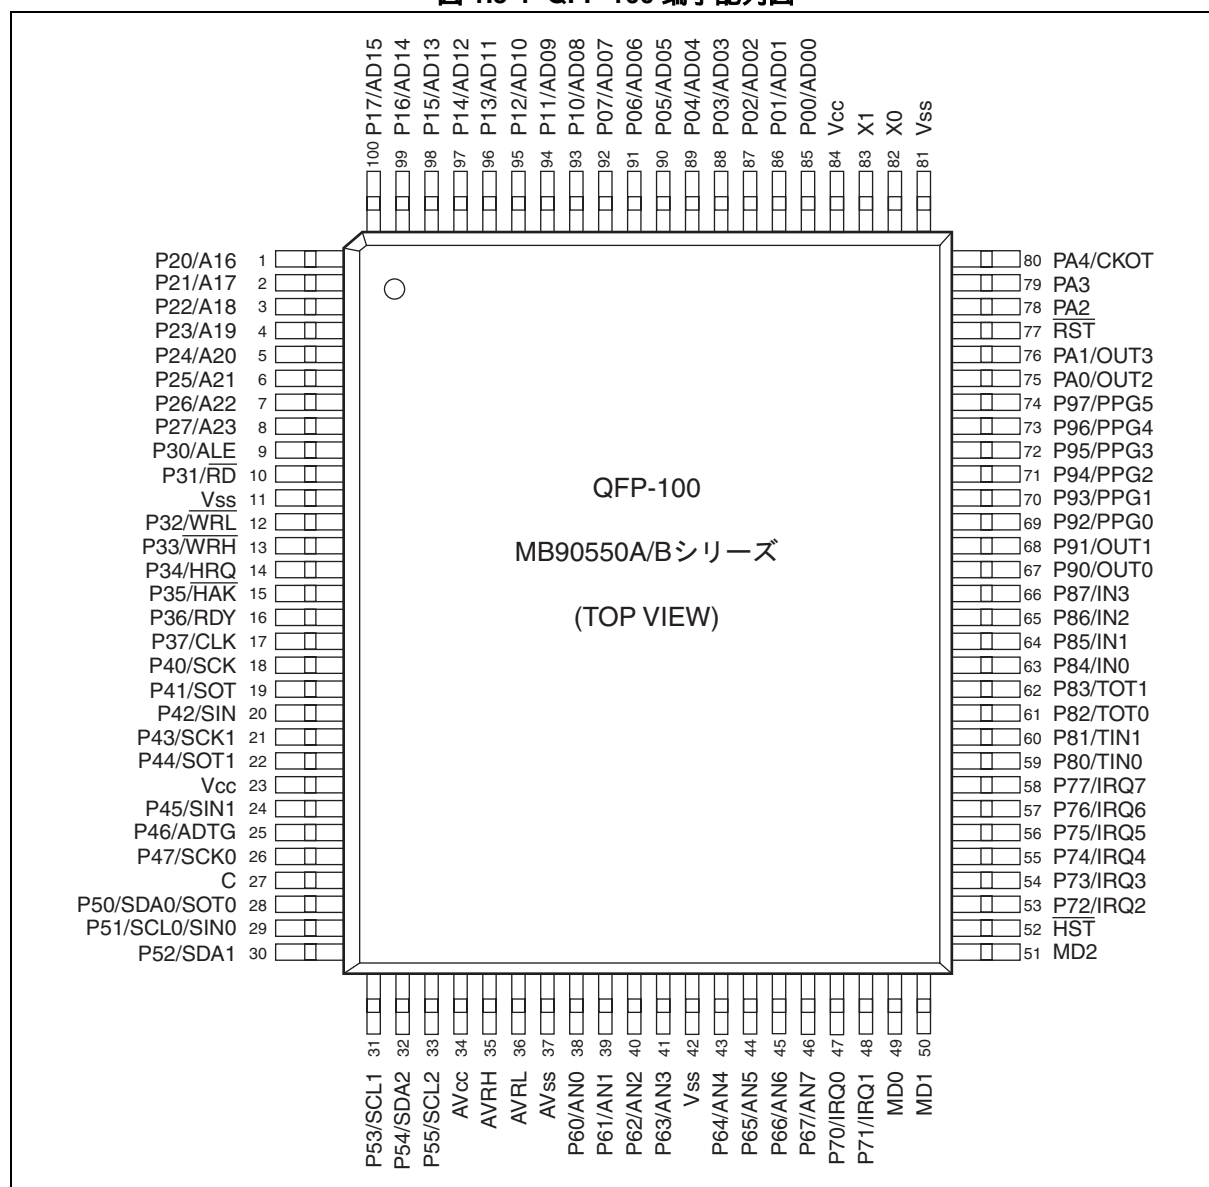 P17/AD15
P16/AD14
P15/AD13
P14/AD12
P13/AD11
P12/AD10
P11/AD09
P10/AD08
P07/AD07
P06/AD06
P05/AD05
P04/AD04
P03/AD03
P02/AD02
P01/AD01
P00/AD00
Vcc
X1
X0
Vss
100 99 98 97 96 95 94 93 92 91 90 89 88 87 86 85 84 83 82 81
P20/A16 1
P21/A17 2
P22/A18 3
P23/A19 4
P24/A20 5
P25/A21 6
P26/A22 7
P27/A23 8
P30/ALE 9
P31/RD 10
Vss 11
P32/WRL 12
P33/WRH 13
P34/HRQ 14
P35/HAK 15
P36/RDY 16
P37/CLK 17
P40/SCK 18
P41/SOT 19
P42/SIN 20
P43/SCK1 21
P44/SOT1 22
Vcc 23
P45/SIN1 24
P46/ADTG 25
P47/SCK0 26
C 27
P50/SDA0/SOT0 28
P51/SCL0/SIN0 29
P52/SDA1 30
QFP-100
MB90550A/Bシリーズ
(TOP VIEW)
80 PA4/CKOT
79 PA3
78 PA2
77 RST
76 PA1/OUT3
75 PA0/OUT2
74 P97/PPG5
73 P96/PPG4
72 P95/PPG3
71 P94/PPG2
70 P93/PPG1
69 P92/PPG0
68 P91/OUT1
67 P90/OUT0
66 P87/IN3
65 P86/IN2
64 P85/IN1
63 P84/IN0
62 P83/TOT1
61 P82/TOT0
60 P81/TIN1
59 P80/TIN0
58 P77/IRQ7
57 P76/IRQ6
56 P75/IRQ5
55 P74/IRQ4
54 P73/IRQ3
53 P72/IRQ2
52 HST
51 MD2
31 32 33 34 35 36 37 38 39 40 41 42 43 44 45 46 47 48 49 50
P53/SCL1
P54/SDA2
P55/SCL2
AVcc
AVRH
AVRL
AVss
P60/AN0
P61/AN1
P62/AN2
P63/AN3
Vss
P64/AN4
P65/AN5
P66/AN6
P67/AN7
P70/IRQ0
P71/IRQ1
MD0
MD1